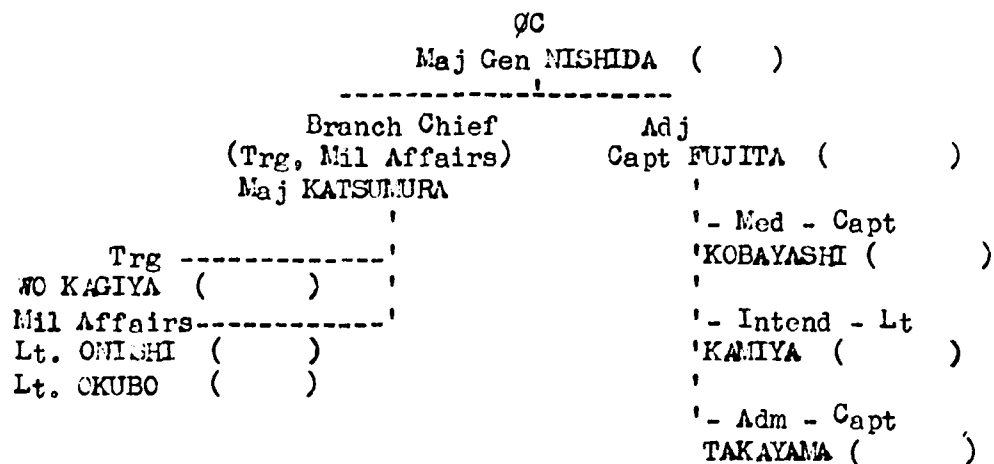 ØC
Maj Gen NISHIDA (    )
Branch Chief    Adj
(Trg, Mil Affairs)    Capt FUJITA (    )
Maj KATSUMURA
- Med - Capt
Trg    KOBAYASHI (    )
WO KAGIYA (    )
Mil Affairs    - Intend - Lt
Lt. ONISHI (    )    KAMIYA (    )
Lt. OKUBO (    )
- Adm - Capt
TAKAYAMA (    )